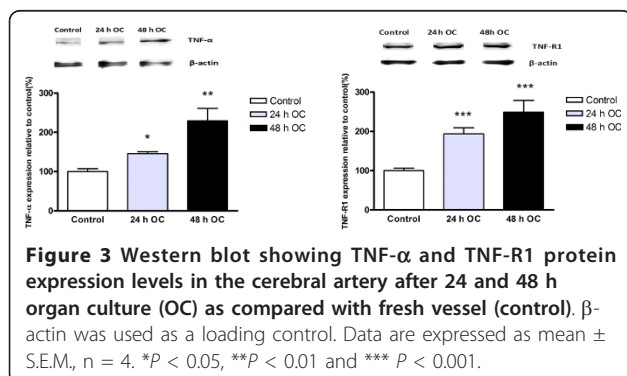 Control 24 h OC 48 h OC
TNF-α
β-actin
TNF-α expression relative to control(%)
300
200
100
0
*
**
Control
24 h OC
48 h OC
Control 24 h OC 48 h OC
Control 24 h OC 48h OC
TNF-R1
β-actin
TNF-R1 expression relative to control(%)
300
200
100
0
***
***
Control
24 h OC
48 h OC
Control 24 h OC 48 h OC
Figure 3 Western blot showing TNF-α and TNF-R1 protein
expression levels in the cerebral artery after 24 and 48 h
organ culture (OC) as compared with fresh vessel (control). β-
actin was used as a loading control. Data are expressed as mean ±
S.E.M., n = 4. *P < 0.05, **P < 0.01 and *** P < 0.001.